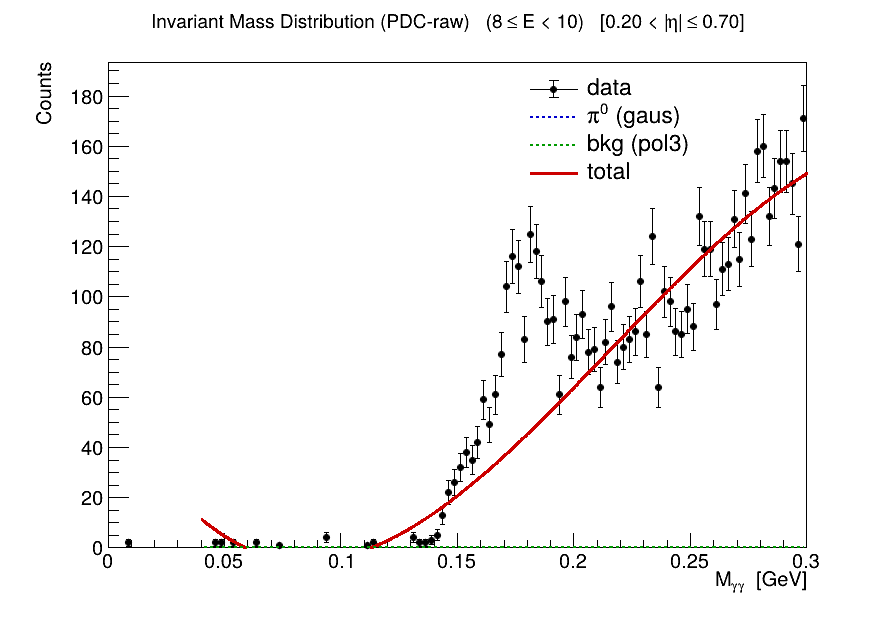 Invariant Mass Distribution (PDC-raw) (8 ≤ E < 10) [0.20 < |η| ≤ 0.70]
Counts
180
160
140
120
100
80
60
40
20
0
data
π⁰ (gaus)
bkg (pol3)
total
0 0.05 0.1 0.15 0.2 0.25 0.3
Mγγ [GeV]